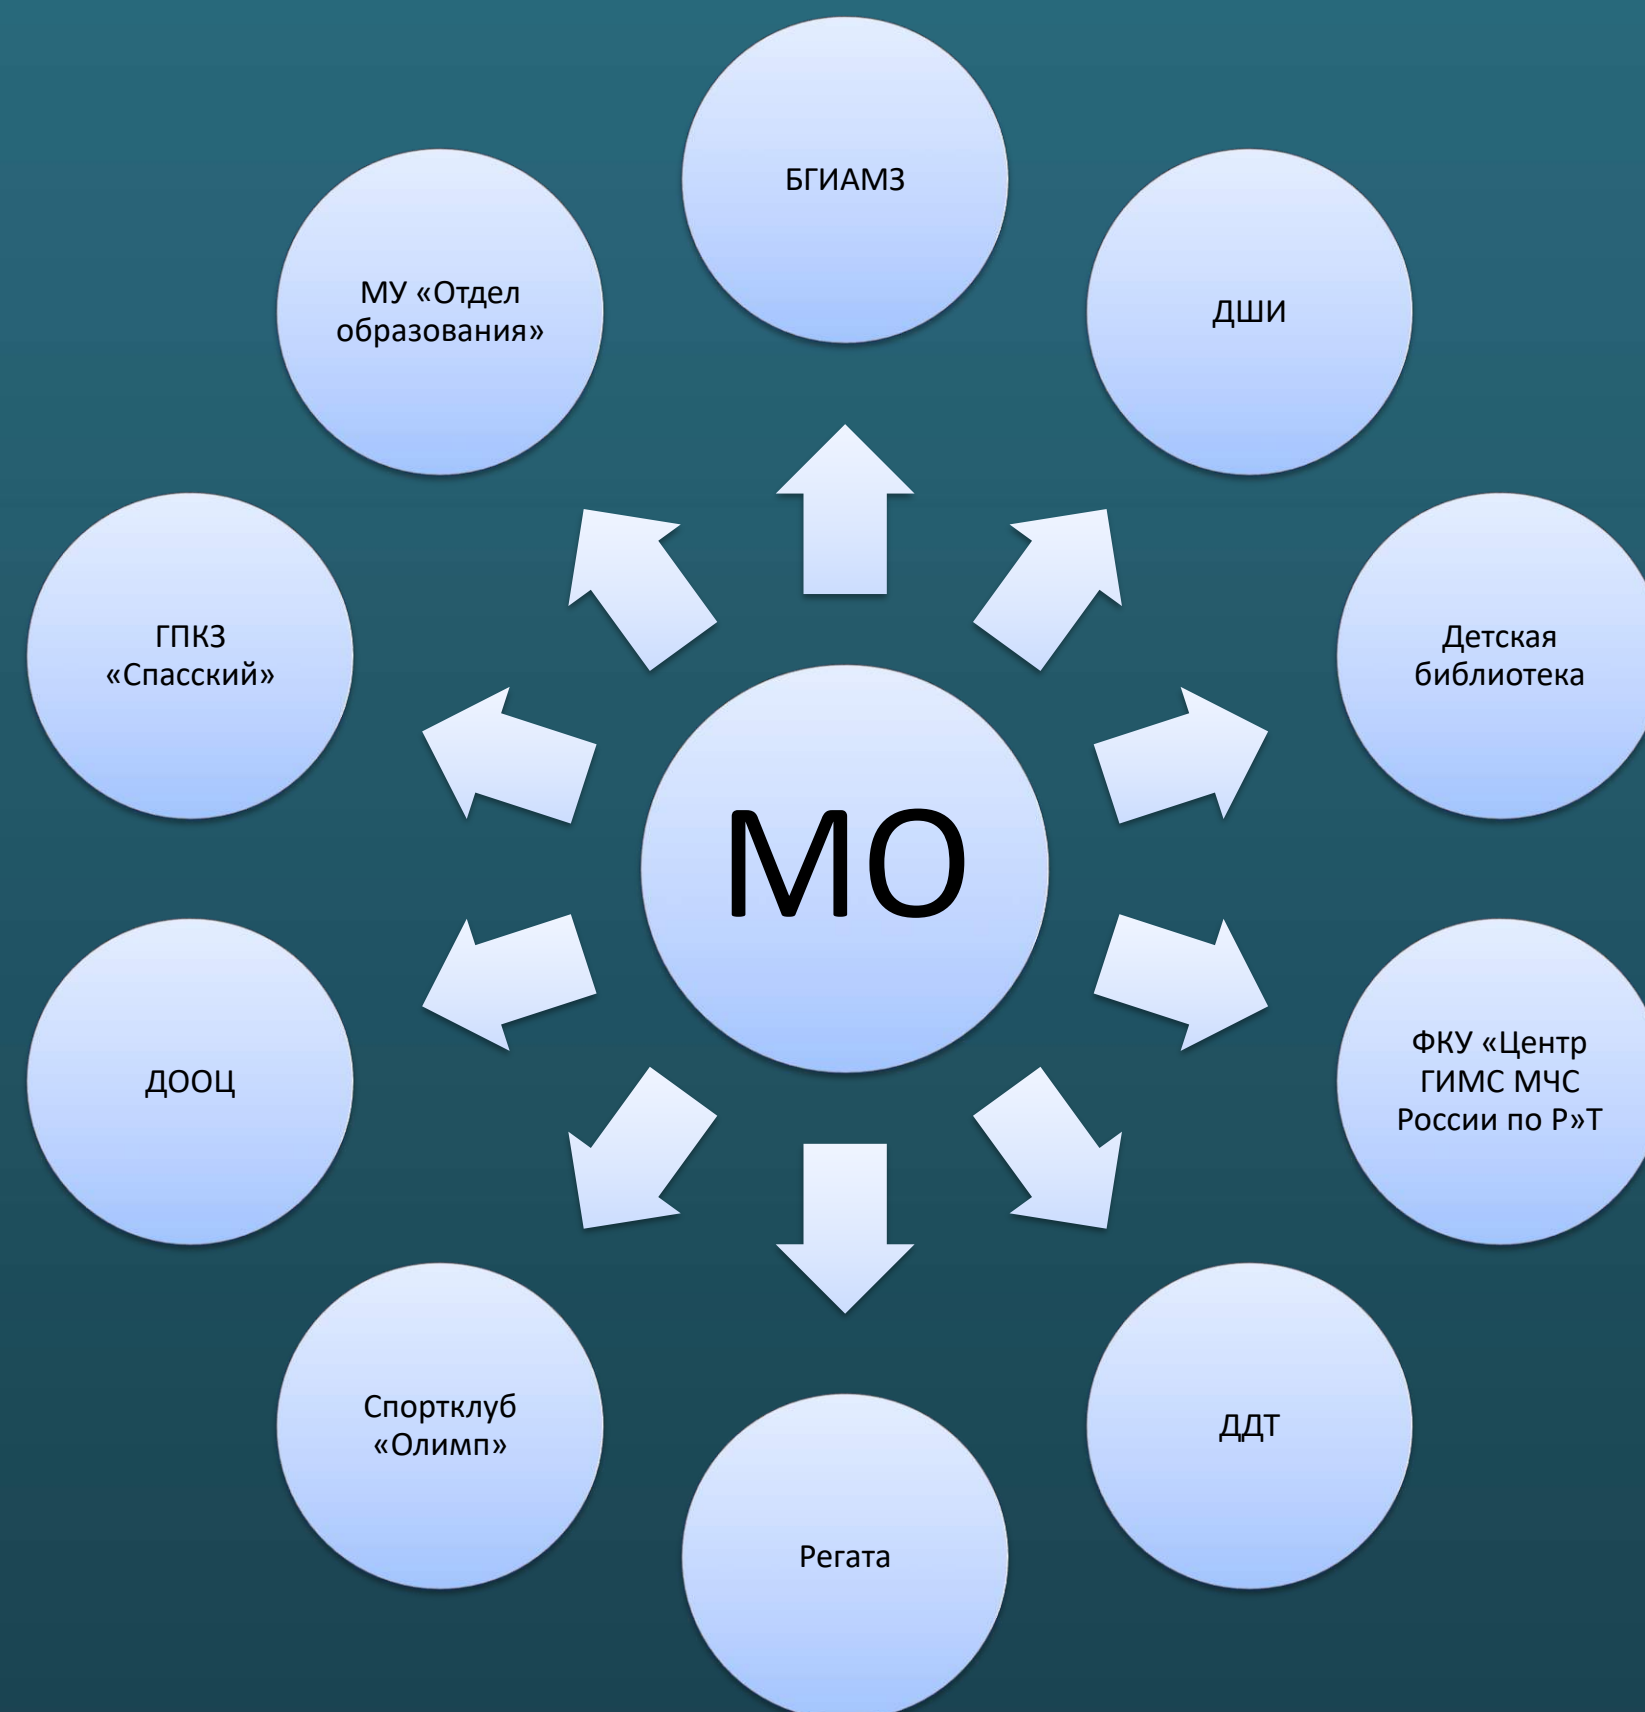 БГИАМЗ
ДШИ
Детская
библиотека
ФКУ «Центр
ГИМС МЧС
России по Р»Т
ДДТ
Регата
Спортклуб
«Олимп»
ДООЦ
ГПКЗ
«Спасский»
МУ «Отдел
образования»
МО